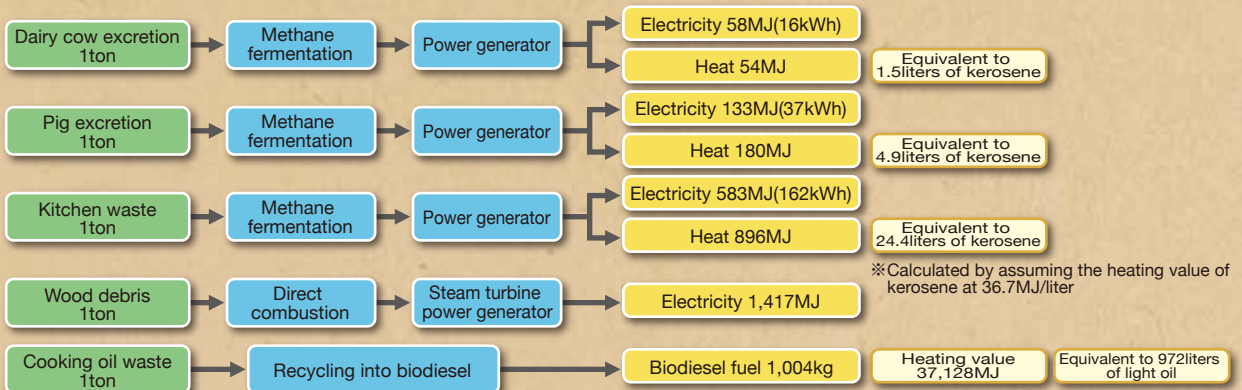 Dairy cow excretion
1ton
Methane
fermentation
Power generator
Electricity 58MJ(16kWh)
Heat 54MJ
Equivalent to
1.5liters of kerosene
Pig excretion
1ton
Methane
fermentation
Power generator
Electricity 133MJ(37kWh)
Heat 180MJ
Equivalent to
4.9liters of kerosene
Kitchen waste
1ton
Methane
fermentation
Power generator
Electricity 583MJ(162kWh)
Heat 896MJ
Equivalent to
24.4liters of kerosene
※Calculated by assuming the heating value of
kerosene at 36.7MJ/liter
Wood debris
1ton
Direct
combustion
Steam turbine
power generator
Electricity 1,417MJ
Cooking oil waste
1ton
Recycling into biodiesel
Biodiesel fuel 1,004kg
Heating value
37,128MJ
Equivalent to 972liters
of light oil